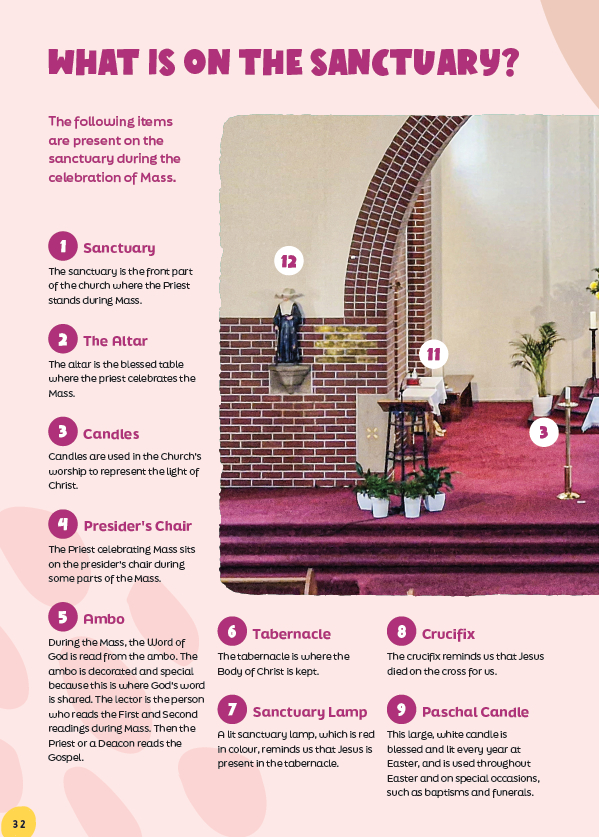 WHAT IS ON THE SANCTUARY?
The following items
are present on the
sanctuary during the
celebration of Mass.
1 Sanctuary
The sanctuary is the front part
of the church where the Priest
stands during Mass.
2 The Altar
The altar is the blessed table
where the priest celebrates the
Mass.
3 Candles
Candles are used in the Church's
worship to represent the light of
Christ.
4 Presider's Chair
The Priest celebrating Mass sits
on the presider's chair during
some parts of the Mass.
5 Ambo
During the Mass, the Word of
God is read from the ambo. The
ambo is decorated and special
because this is where God's word
is shared. The lector is the person
who reads the First and Second
readings during Mass. Then the
Priest or a Deacon reads the
Gospel.
12
11
3
6 Tabernacle
The tabernacle is where the
Body of Christ is kept.
7 Sanctuary Lamp
A lit sanctuary lamp, which is red
in colour, reminds us that Jesus is
present in the tabernacle.
8 Crucifix
The crucifix reminds us that Jesus
died on the cross for us.
9 Paschal Candle
This large, white candle is
blessed and lit every year at
Easter, and is used throughout
Easter and on special occasions,
such as baptisms and funerals.
32